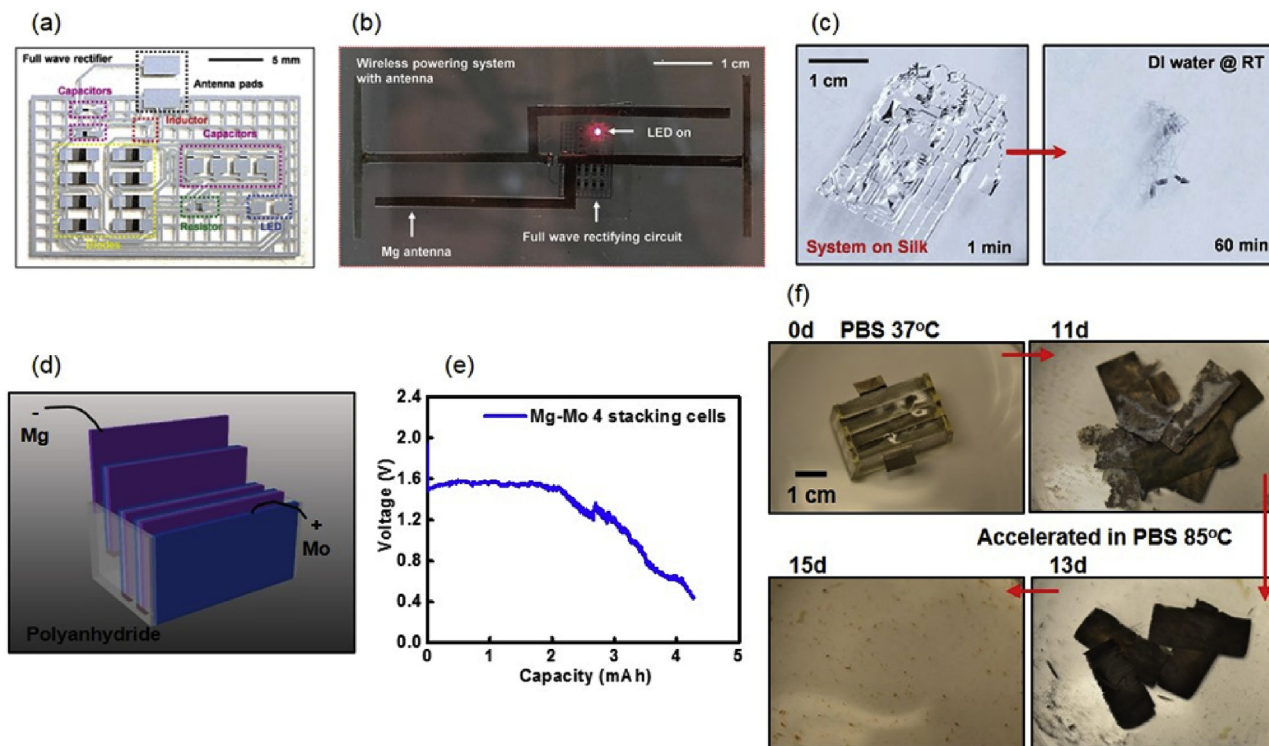 (a)
Full wave rectifier
5 mm
Antenna pads
Capacitors
Inductor
Capacitors
Resistor
LED
Diodes
(b)
Wireless powering system
with antenna
1 cm
LED on
Mg antenna
Full wave rectifying circuit
(c)
1 cm
System on Silk
1 min
DI water @ RT
60 min
(d)
-
Mg
+
Mo
Polyanhydride
(e)
2.4
2.0
1.6
1.2
0.8
0.4
0.0
Voltage (V)
Mg-Mo 4 stacking cells
0 1 2 3 4 5
Capacity (mAh)
(f)
0d PBS 37°C
11d
1 cm
Accelerated in PBS 85°C
15d
13d